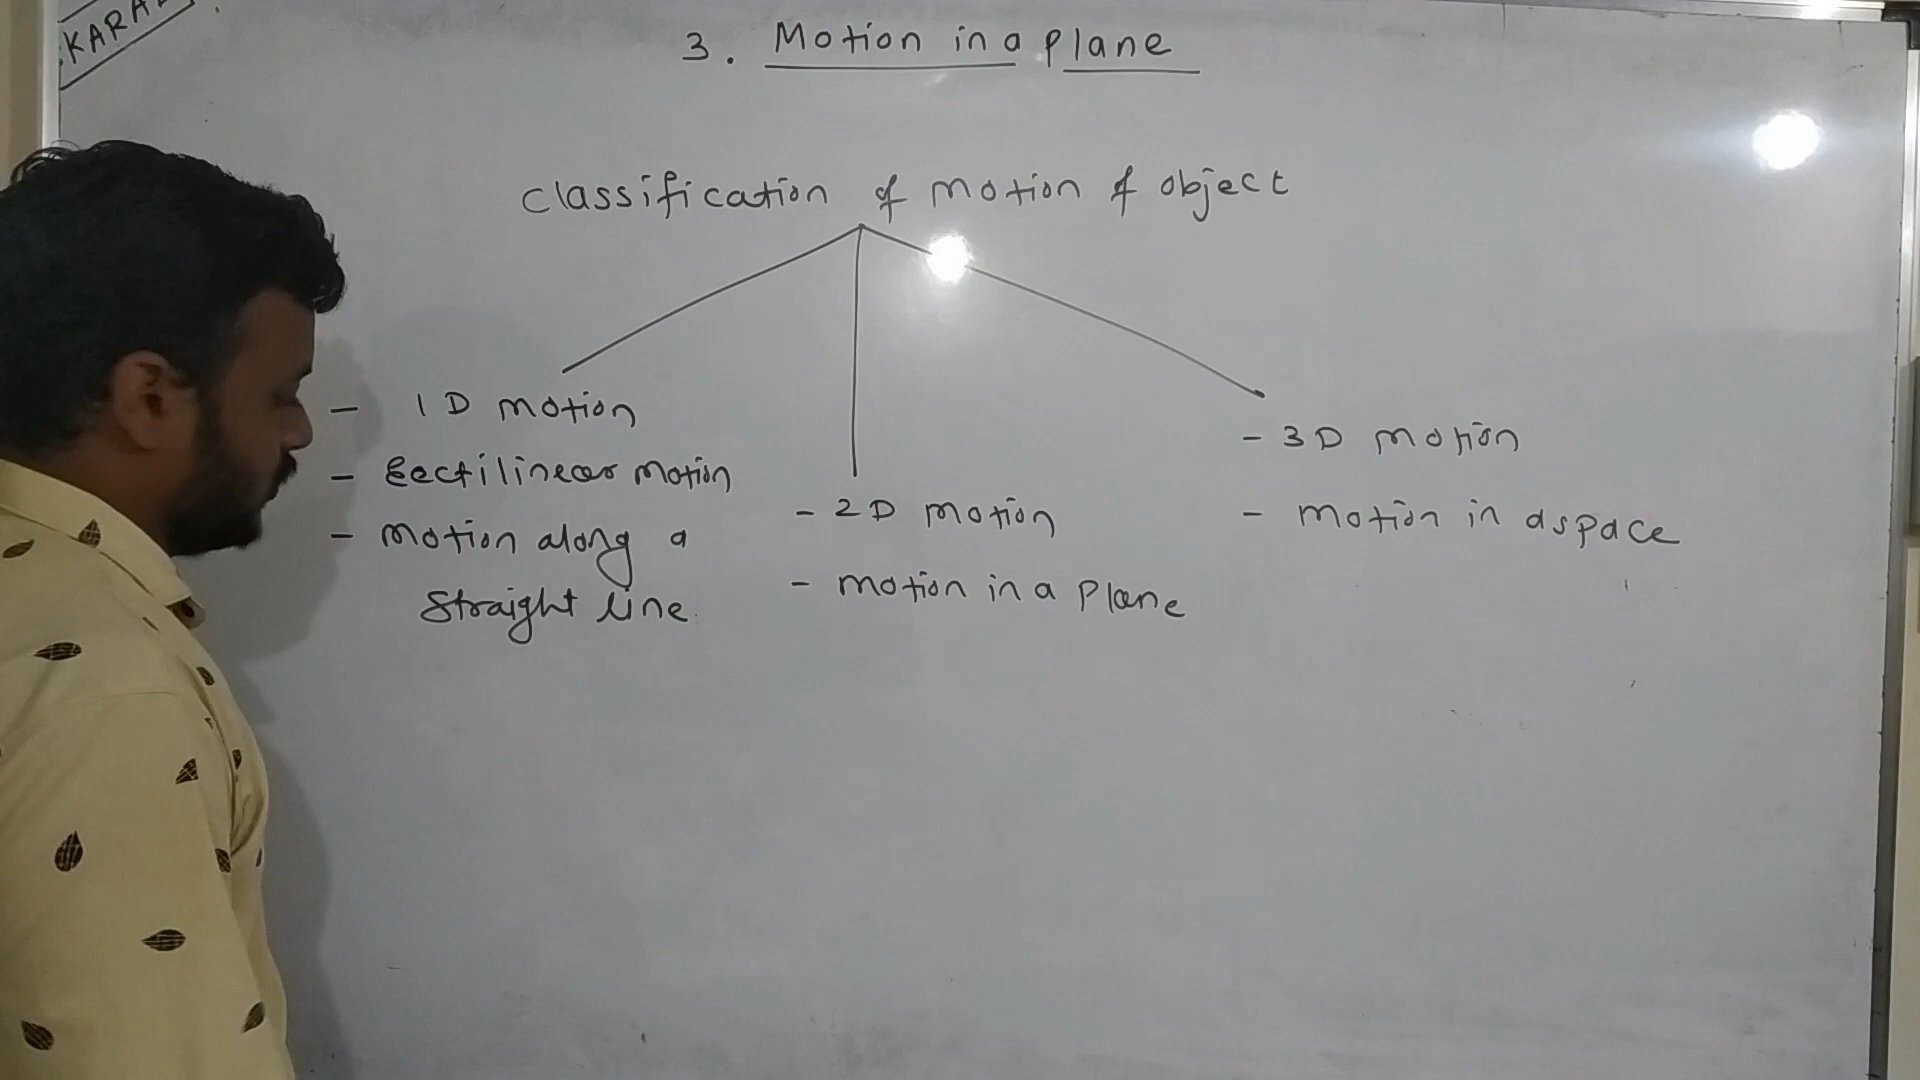 KARA
3. Motion in a plane
classification of motion of object
- 1D motion
- Rectilinear motion
- motion along a
straight line.
- 2D motion
- motion in a plane
- 3D motion
- motion in a space